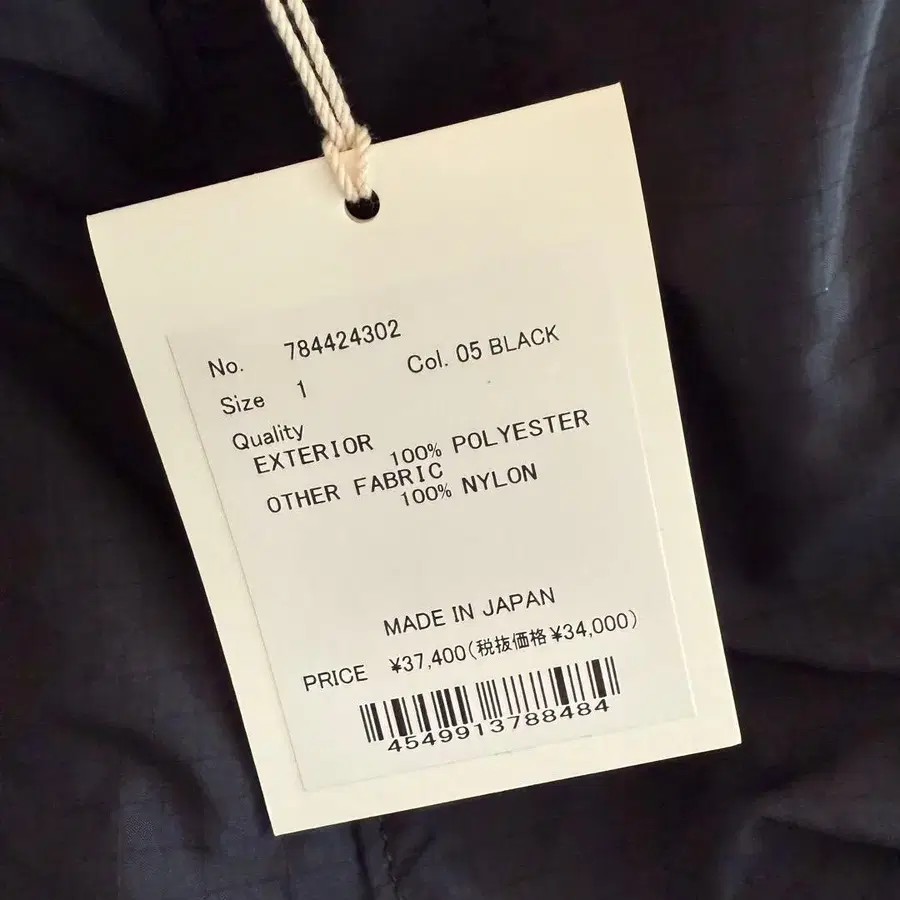 No. 784424302
Size 1 Col. 05 BLACK
Quality
EXTERIOR
100% POLYESTER
OTHER FABRIC
100% NYLON
MADE IN JAPAN
PRICE ¥37,400(税抜価格¥34,000)
4549913788484